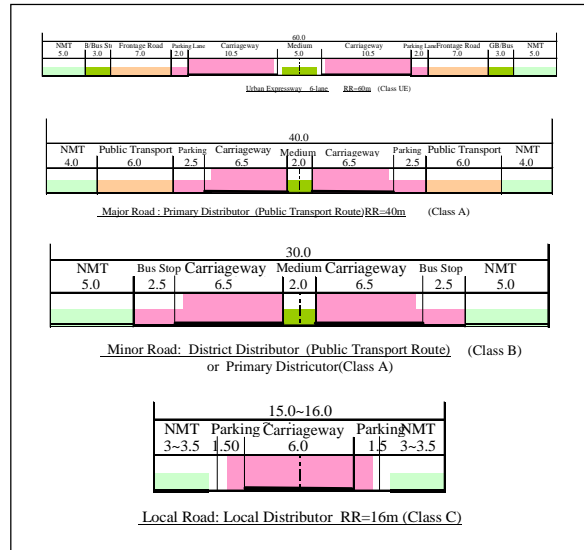 60.0
NMT B/Bus Sto Frontage Road Parking Lane Carriageway Medium Carriageway Parking Lane Frontage Road GB/Bus NMT
5.0 3.0 7.0 2.0 10.5 5.0 10.5 2.0 7.0 3.0 5.0
Urban Expressway 6-lane RR=60m (Class UE)
40.0
NMT Public Transport Parking Carriageway Medium Carriageway Parking Public Transport NMT
4.0 6.0 2.5 6.5 2.0 6.5 2.5 6.0 4.0
Major Road : Primary Distributor (Public Transport Route)RR=40m (Class A)
30.0
NMT Bus Stop Carriageway Medium Carriageway Bus Stop NMT
5.0 2.5 6.5 2.0 6.5 2.5 5.0
Minor Road: District Distributor (Public Transport Route) (Class B)
or Primary Districutor(Class A)
15.0~16.0
NMT Parking Carriageway Parking NMT
3~3.5 1.50 6.0 1.5 3~3.5
Local Road: Local Distributor RR=16m (Class C)